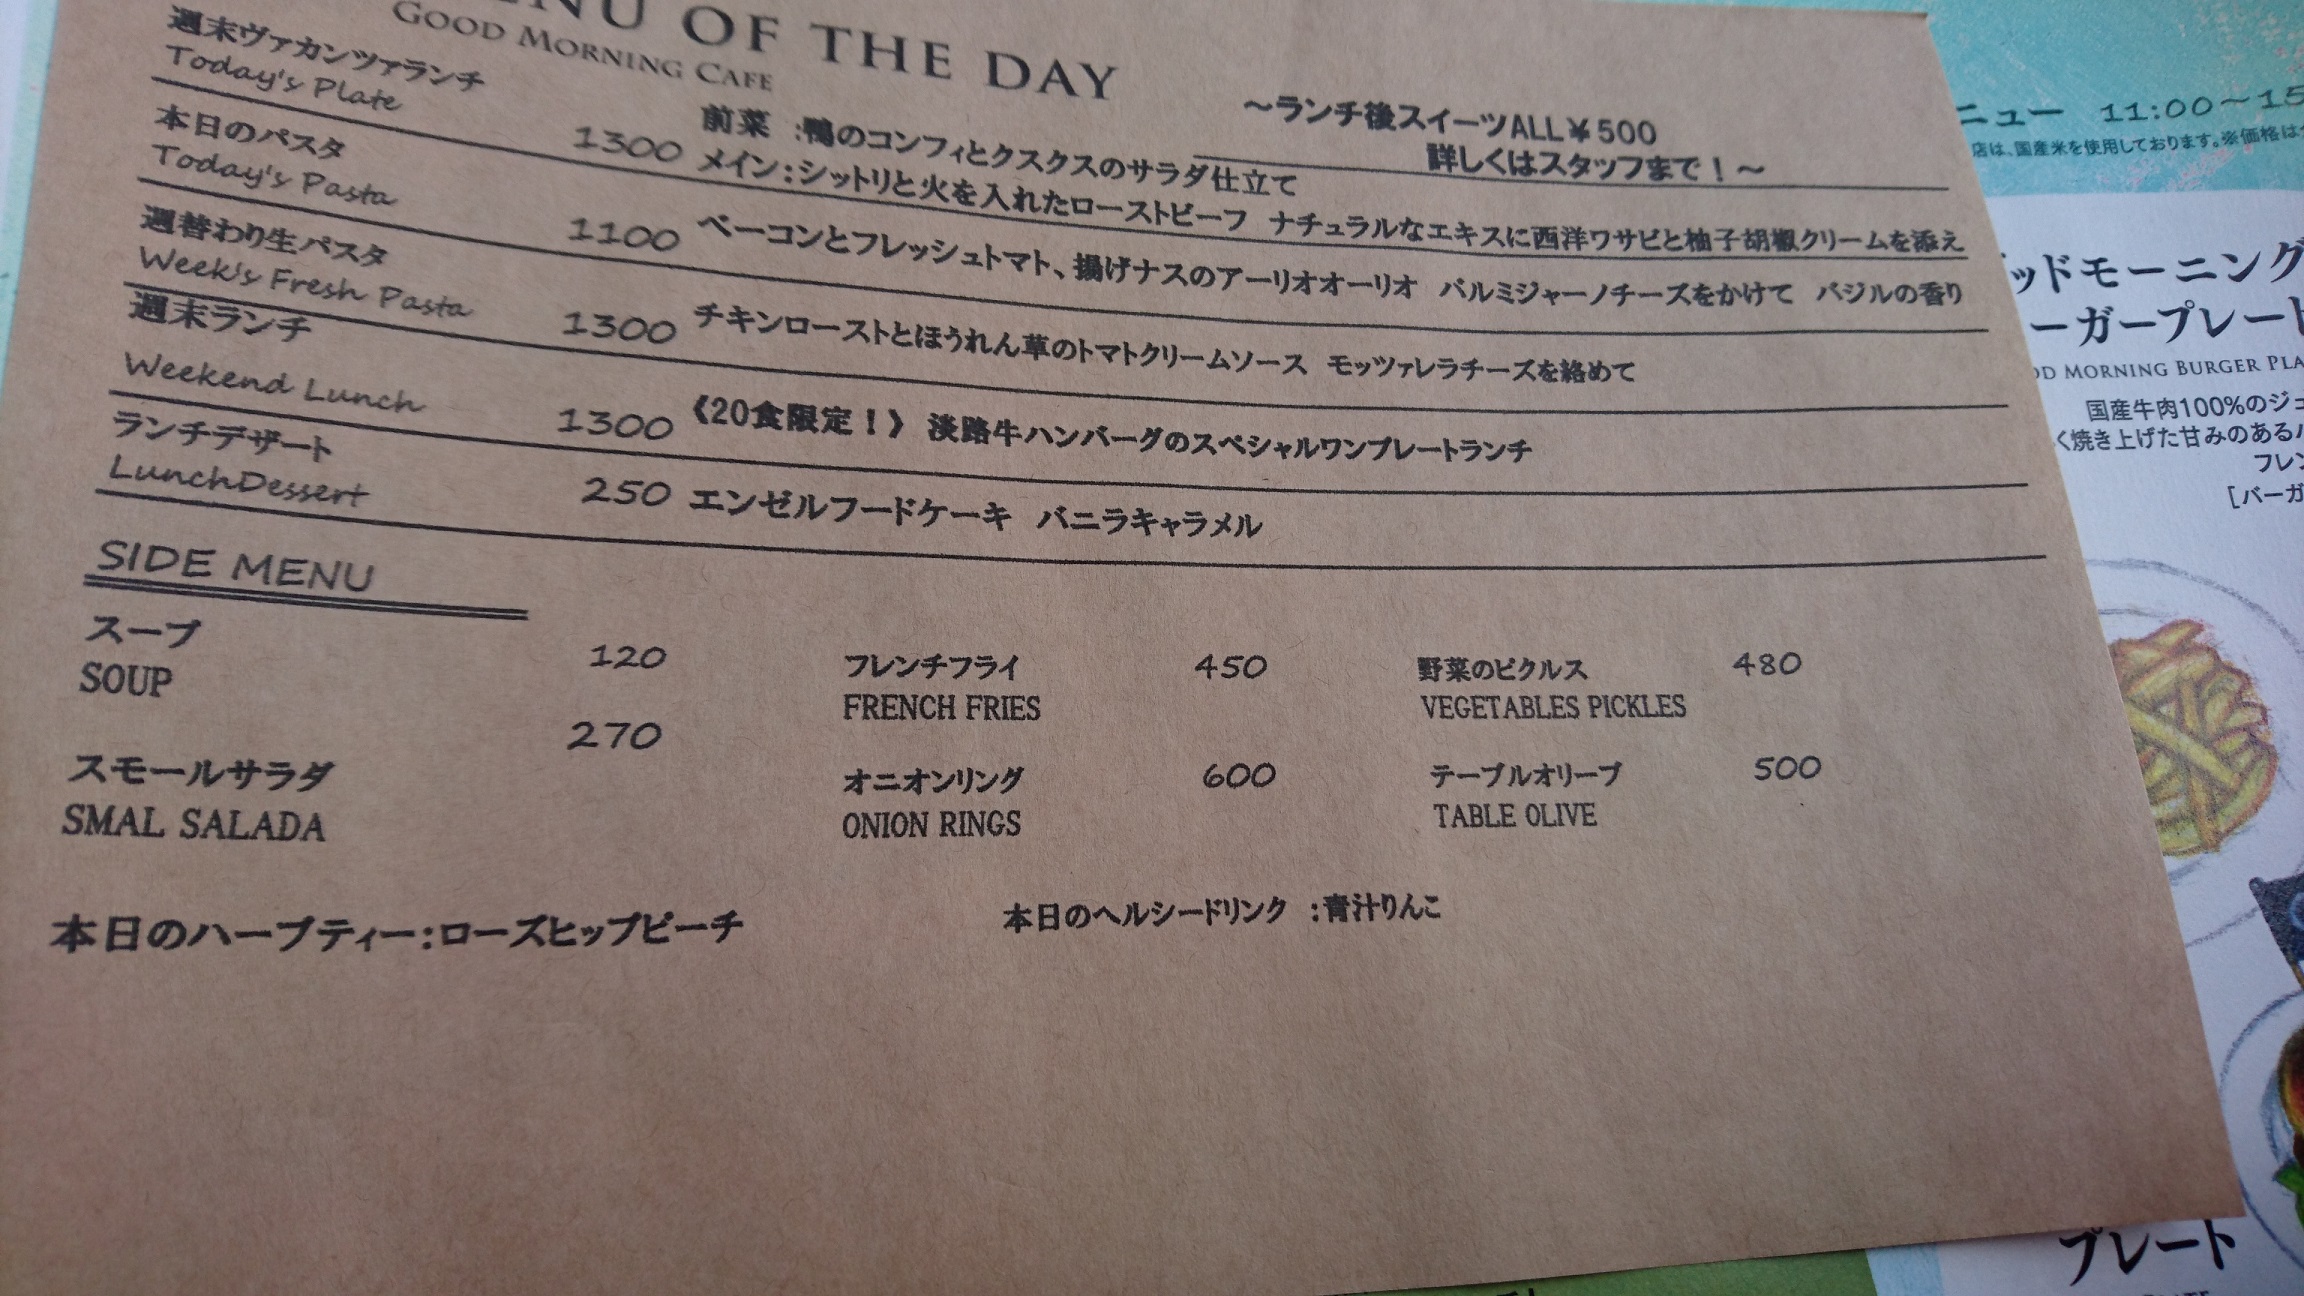 MENU OF THE DAY
GOOD MORNING CAFE
~ランチ後スイーツALL¥500
詳しくはスタッフまで!~
週末ヴァカンツァランチ
Today's Plate
1300
前菜 :鴨のコンフィとクスクスのサラダ仕立て
メイン:シットリと火を入れたローストビーフ ナチュラルなエキスに西洋ワサビと柚子胡椒クリームを添え
本日のパスタ
Today's Pasta
1100
ベーコンとフレッシュトマト、揚げナスのアーリオオーリオ パルミジャーノチーズをかけて バジルの香り
週替わり生パスタ
Week's Fresh Pasta
1300
チキンローストとほうれん草のトマトクリームソース モッツァレラチーズを絡めて
週末ランチ
Weekend Lunch
1300
《20食限定!》 淡路牛ハンバーグのスペシャルワンプレートランチ
ランチデザート
LunchDessert
250
エンゼルフードケーキ バニラキャラメル
SIDE MENU
スープ 120
SOUP
フレンチフライ 450
FRENCH FRIES
野菜のピクルス 480
VEGETABLES PICKLES
スモールサラダ 270
SMAL SALADA
オニオンリング 600
ONION RINGS
テーブルオリーブ 500
TABLE OLIVE
本日のハーブティー:ローズヒップピーチ
本日のヘルシードリンク :青汁りんご
ニュー 11:00~15
店は、国産米を使用しております。※価格は
ッドモーニング
ーガープレート
OD MORNING BURGER PLA
国産牛肉100%のジュ
く焼き上げた甘みのある
フレン
[バーガ
プレート